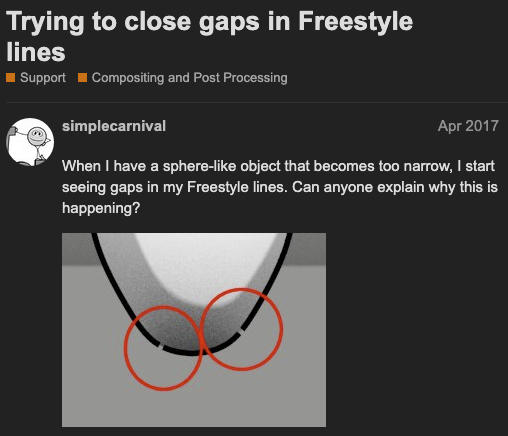 Trying to close gaps in Freestyle
lines
Support Compositing and Post Processing
simplecarnival Apr 2017
When I have a sphere-like object that becomes too narrow, I start
seeing gaps in my Freestyle lines. Can anyone explain why this is
happening?